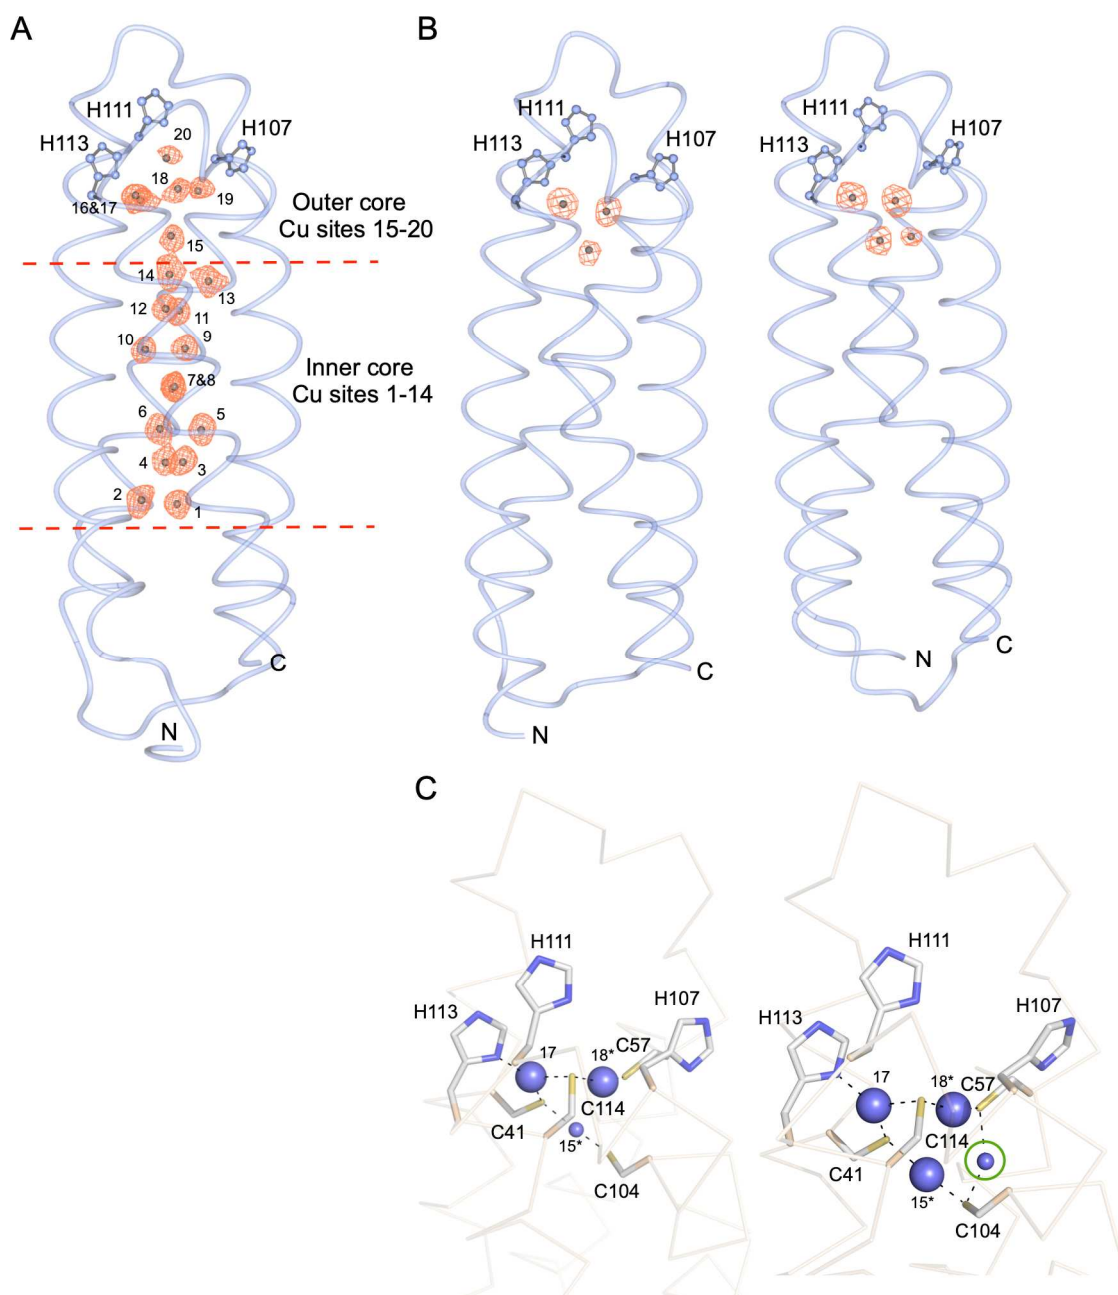 A
H111
H113
20
H107
18
16&17
19
Outer core
Cu sites 15-20
15
14
13
12
11
10
9
Inner core
Cu sites 1-14
7&8
6
5
4
3
2
1
C
N
B
H111
H113
H107
C
N
H111
H113
H107
N
C
C
H111
H113
H107
17
18*
C57
C114
C41
15*
C104
H111
H107
H113
17
18*
C57
C114
C41
15*
C104